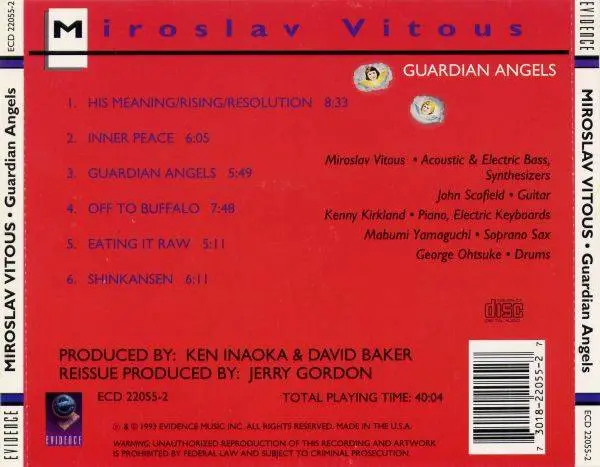 Miroslav Vitous
GUARDIAN ANGELS
1. HIS MEANING/RISING/RESOLUTION 8:33
2. INNER PEACE 6:05
3. GUARDIAN ANGELS 5:49
4. OFF TO BUFFALO 7:48
5. EATING IT RAW 5:11
6. SHINKANSEN 6:11
Miroslav Vitous • Acoustic & Electric Bass,
Synthesizers
John Scofield • Guitar
Kenny Kirkland • Piano, Electric Keyboards
Mabumi Yamaguchi • Soprano Sax
George Ohtsuke • Drums
COMPACT
disc
DIGITAL AUDIO
PRODUCED BY: KEN INAOKA & DAVID BAKER
REISSUE PRODUCED BY: JERRY GORDON
ECD 22055-2 TOTAL PLAYING TIME: 40:04
EVIDENCE
℗ & © 1993 EVIDENCE MUSIC INC. ALL RIGHTS RESERVED. MADE IN THE U.S.A.
WARNING: UNAUTHORIZED REPRODUCTION OF THIS RECORDING AND ARTWORK
IS PROHIBITED BY FEDERAL LAW AND SUBJECT TO CRIMINAL PROSECUTION.
7 30182 22055-2 7
EVIDENCE MIROSLAV VITOUS • Guardian Angels ECD 22055-2
EVIDENCE MIROSLAV VITOUS • Guardian Angels ECD 22055-2